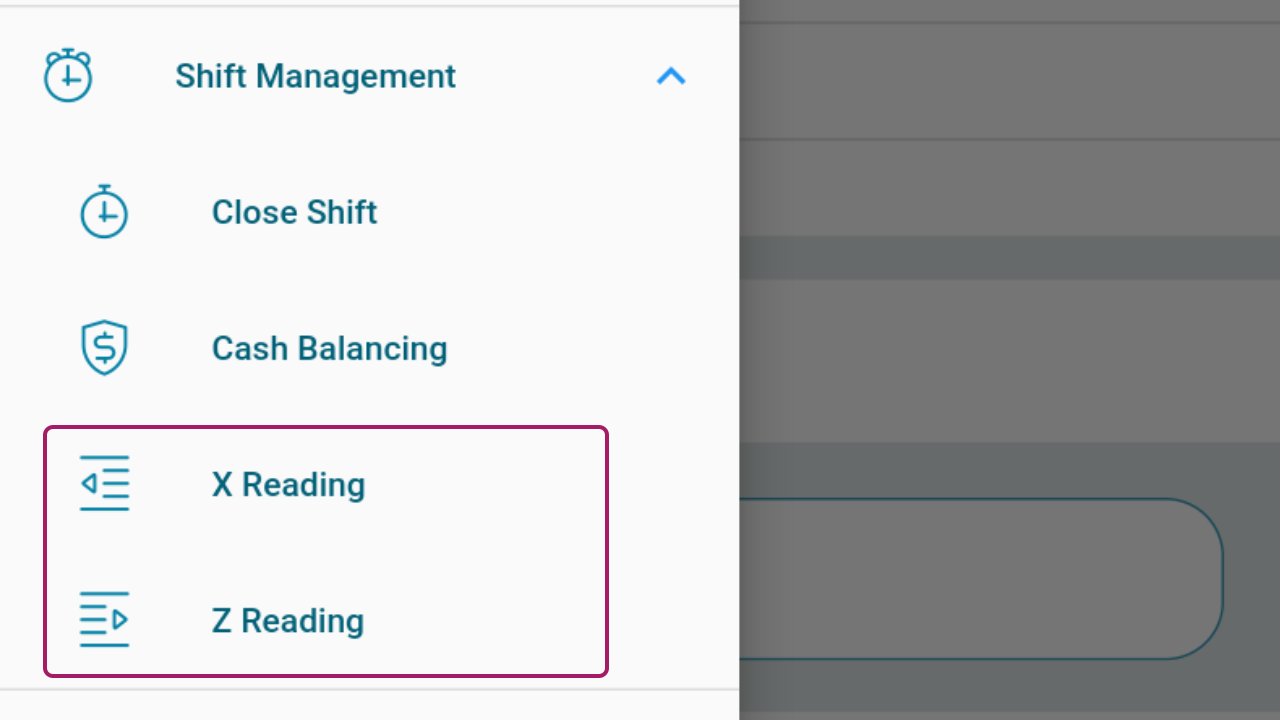 Shift Management
Close Shift
Cash Balancing
X Reading
Z Reading